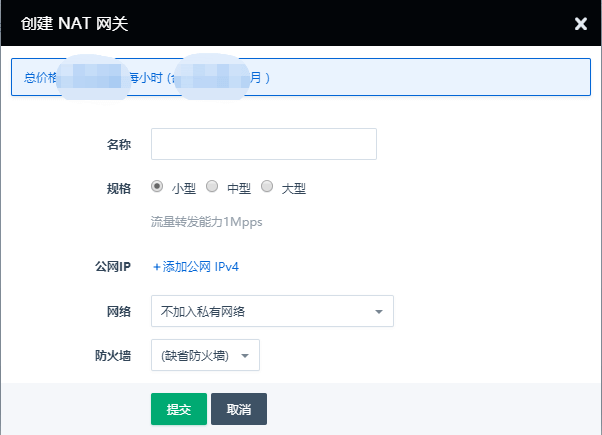 创建 NAT 网关
总价格 每小时 (合 月 )
名称
规格 小型 中型 大型
流量转发能力1Mpps
公网IP +添加公网 IPv4
网络 不加入私有网络
防火墙 (缺省防火墙)
提交 取消